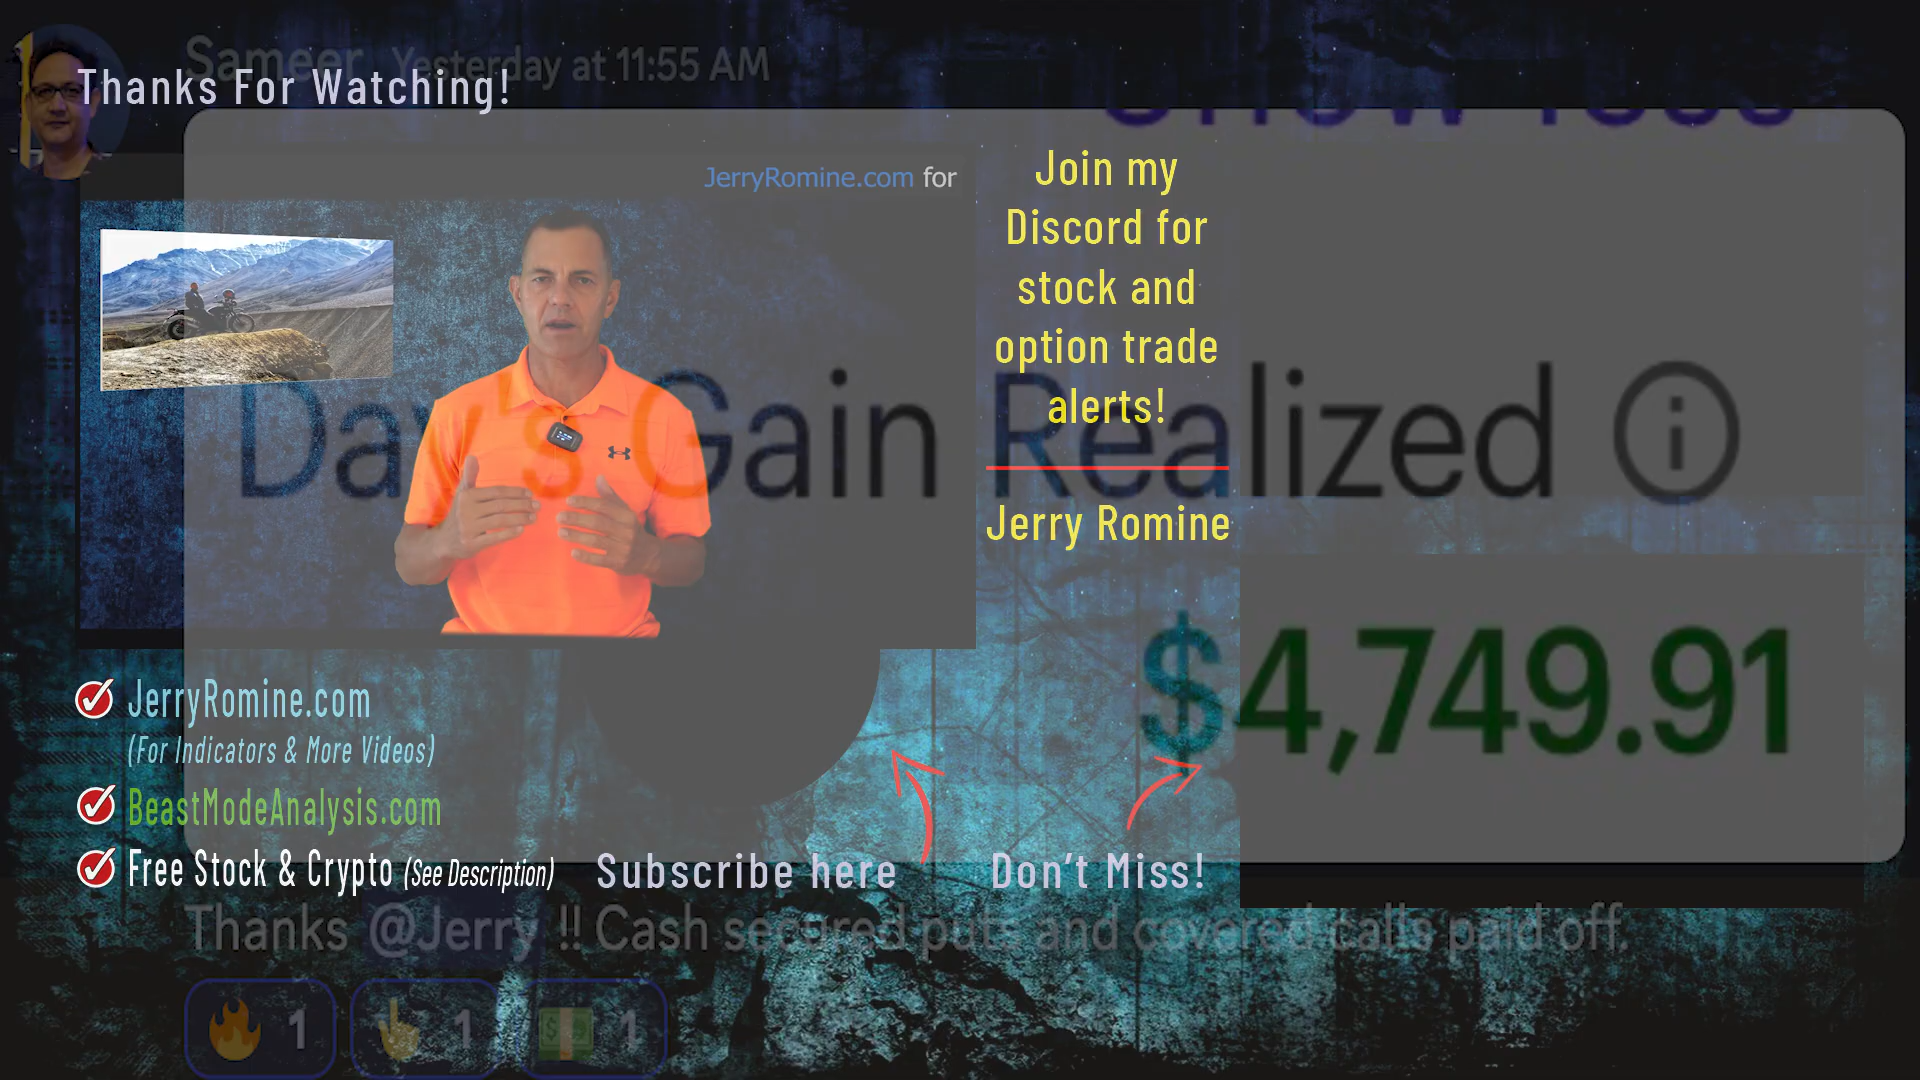 Sameer Yesterday at 11:55 AM
Thanks For Watching!
JerryRomine.com for
Join my
Discord for
stock and
option trade
alerts!
Day's Gain Realized
Jerry Romine
$4,749.91
JerryRomine.com
(For Indicators & More Videos)
BeastModeAnalysis.com
Free Stock & Crypto (See Description)
Subscribe here
Don't Miss!
Thanks @Jerry !! Cash secured puts and covered calls paid off.
1 1 1